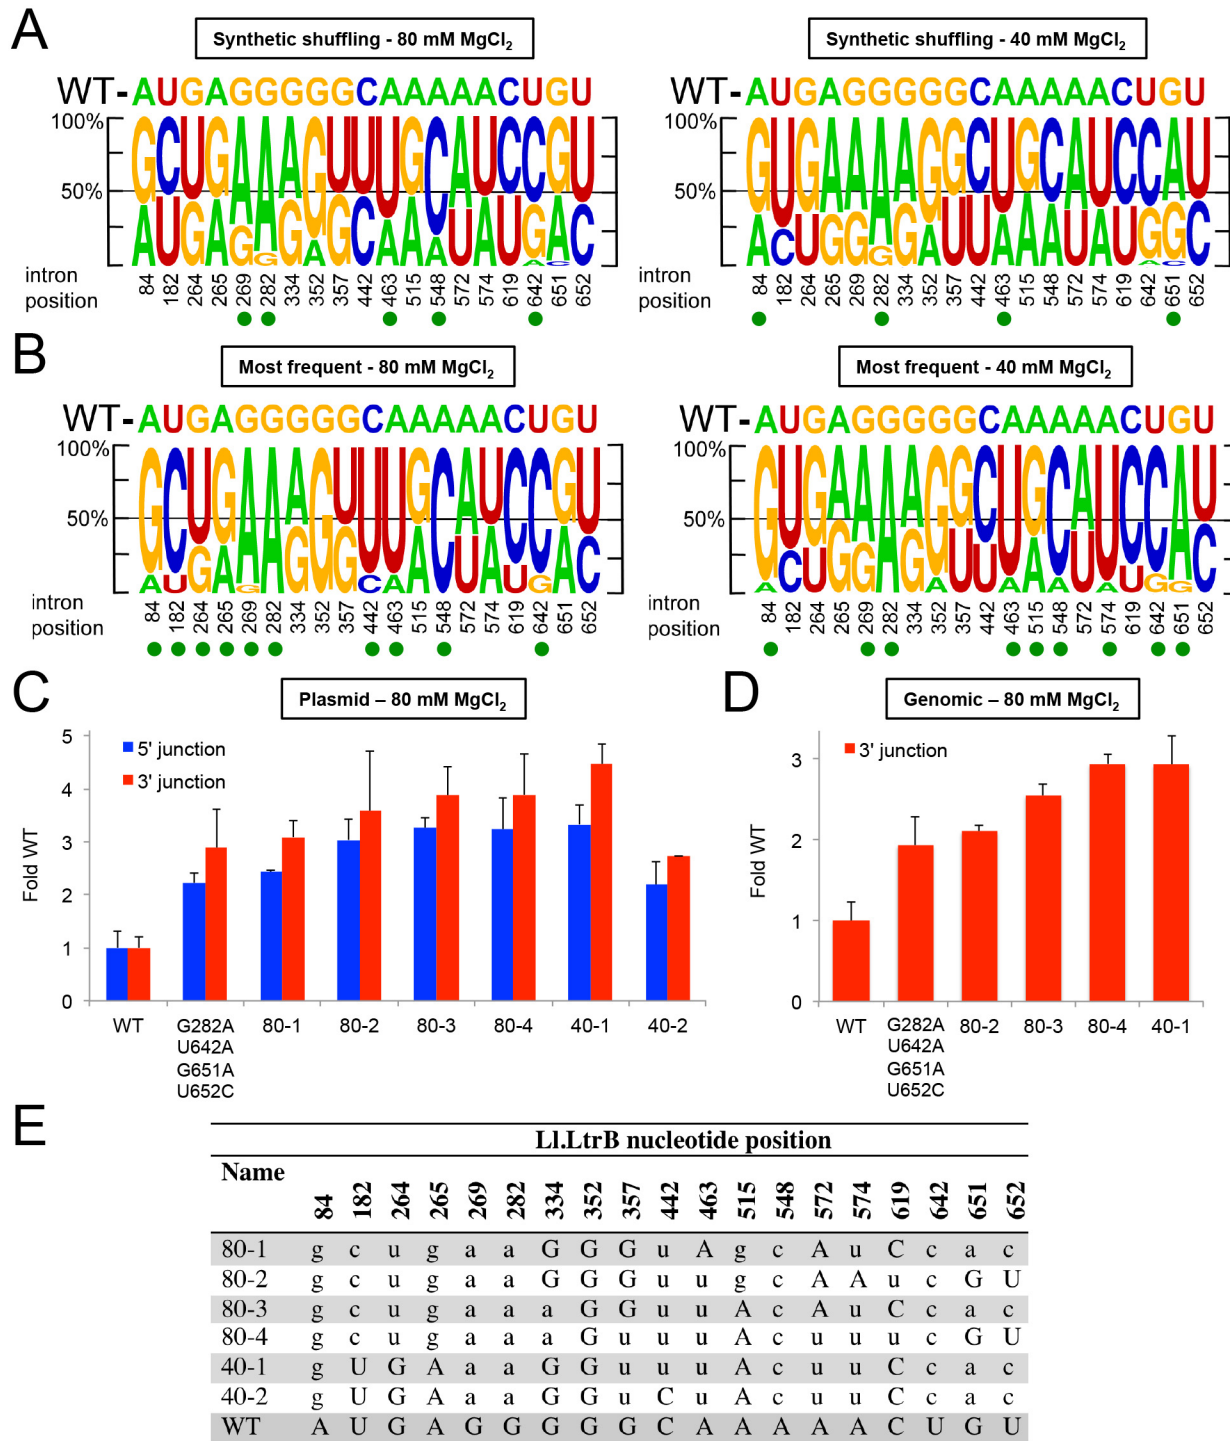 A
Synthetic shuffling - 80 mM MgCl2
WT-AUGAGGGGGCAAAAACUGU
100%
GCUGAAAGUUUGCAUCCGU
50%
AUGAGGGAGCAAAUAUGAC
AC
intron position
84 182 264 265 269 282 334 352 357 442 463 515 548 572 574 619 642 651 652
Synthetic shuffling - 40 mM MgCl2
WT-AUGAGGGGGCAAAAACUGU
100%
GUGAAAAGGCUGCAUCCAU
50%
ACUGGGGAUUAAAUAUGGC
AC
intron position
84 182 264 265 269 282 334 352 357 442 463 515 548 572 574 619 642 651 652
B
Most frequent - 80 mM MgCl2
WT-AUGAGGGGGCAAAAACUGU
100%
GCUGAAAGUUUGCAUCCGU
50%
intron position
84 182 264 265 269 282 334 352 357 442 463 515 548 572 574 619 642 651 652
Most frequent - 40 mM MgCl2
WT-AUGAGGGGGCAAAAACUGU
100%
GUGAAAAGGCUGCAUCCAU
50%
intron position
84 182 264 265 269 282 334 352 357 442 463 515 548 572 574 619 642 651 652
C
Plasmid – 80 mM MgCl2
5' junction
3' junction
Fold WT
5
4
3
2
1
0
WT
G282A
U642A
G651A
U652C
80-1
80-2
80-3
80-4
40-1
40-2
D
Genomic – 80 mM MgCl2
3' junction
Fold WT
3
2
1
0
WT
G282A
U642A
G651A
U652C
80-2
80-3
80-4
40-1
E
Ll.LtrB nucleotide position
Name 84 182 264 265 269 282 334 352 357 442 463 515 548 572 574 619 642 651 652
80-1 g c u g a a G G G u A g c A u C c a c
80-2 g c u g a a G G G u u g c A A u c G U
80-3 g c u g a a a G G u u A c A u C c a c
80-4 g c u g a a a G u u u A c u u u c G U
40-1 g U G A a a G G u u u A c u u C c a c
40-2 g U G A a a G G u C u A c u u C c a c
WT A U G A G G G G G C A A A A A C U G U